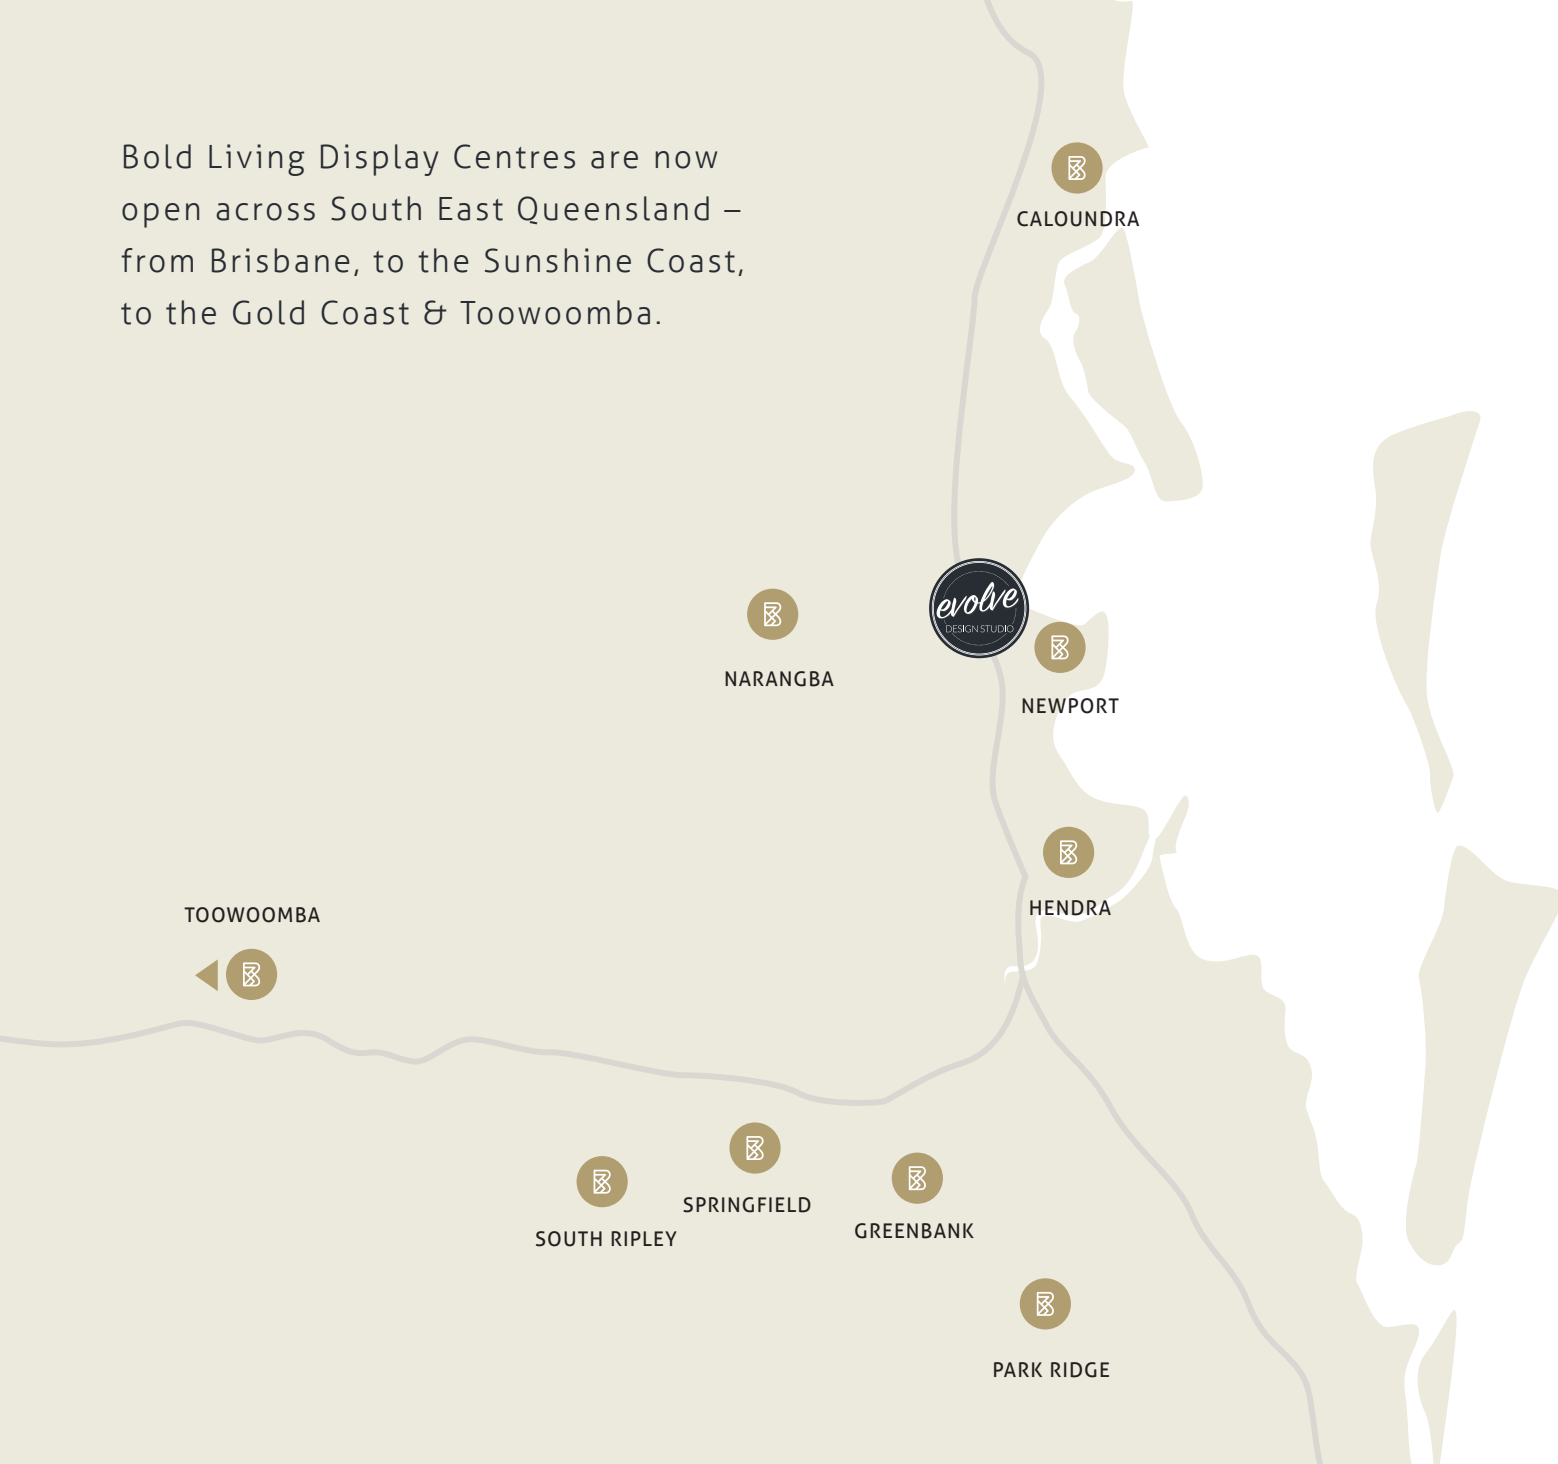 Bold Living Display Centres are now
open across South East Queensland –
from Brisbane, to the Sunshine Coast,
to the Gold Coast & Toowoomba.
CALOUNDRA
evolve
DESIGN STUDIO
NARANGBA
NEWPORT
HENDRA
TOOWOOMBA
SPRINGFIELD
SOUTH RIPLEY
GREENBANK
PARK RIDGE